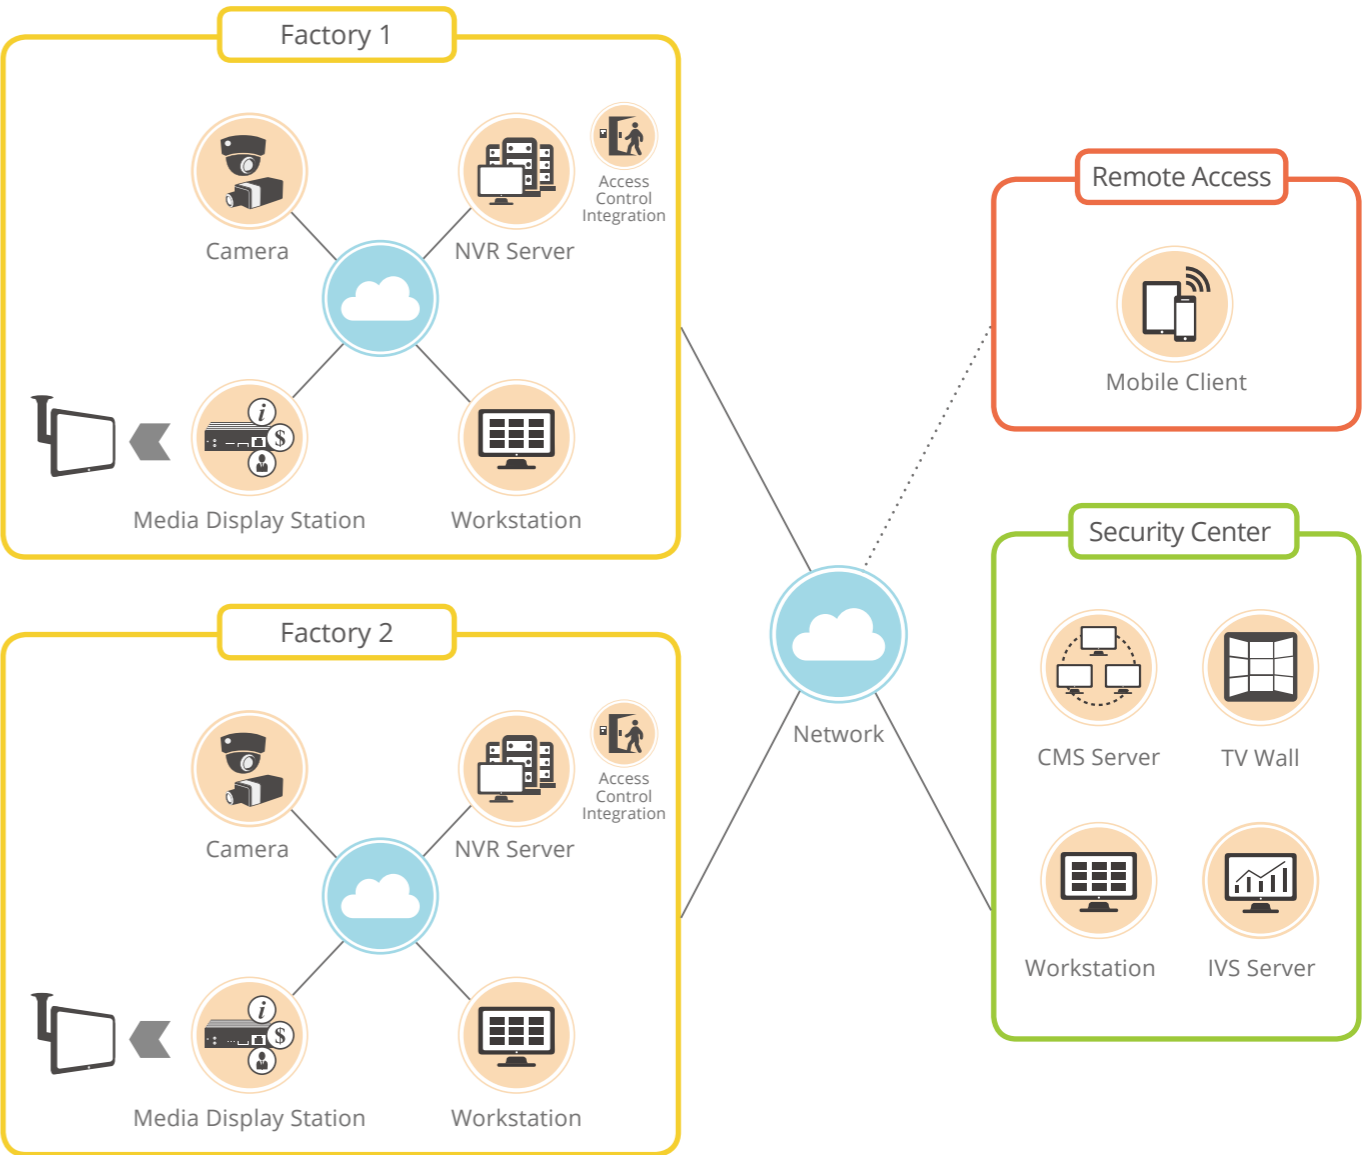 Factory 1
Camera
NVR Server
Access
Control
Integration
Media Display Station
Workstation
i
$
Factory 2
Camera
NVR Server
Access
Control
Integration
Media Display Station
Workstation
i
$
Network
Remote Access
Mobile Client
Security Center
CMS Server
TV Wall
Workstation
IVS Server